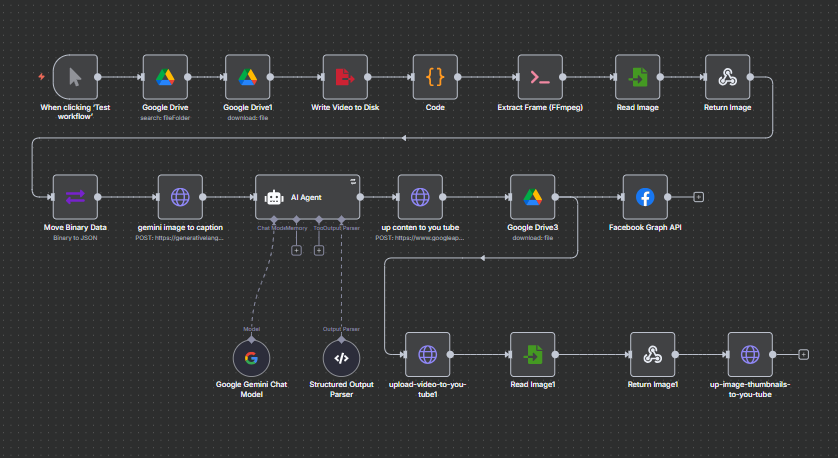 When clicking 'Test
workflow'
Google Drive
search: fileFolder
Google Drive1
download: file
Write Video to Disk
{}
Code
Extract Frame (FFmpeg)
Read Image
Return Image
Move Binary Data
Binary to JSON
gemini image to caption
POST: https://generativelang...
AI Agent
Chat Model
Memory
Tool
Output Parser
up conten to you tube
POST: https://www.googleap...
Google Drive3
download: file
Facebook Graph API
Model
Output Parser
Google Gemini Chat
Model
Structured Output
Parser
upload-video-to-you-
tube1
Read Image1
Return Image1
up-image-thumbnails-
to-you-tube